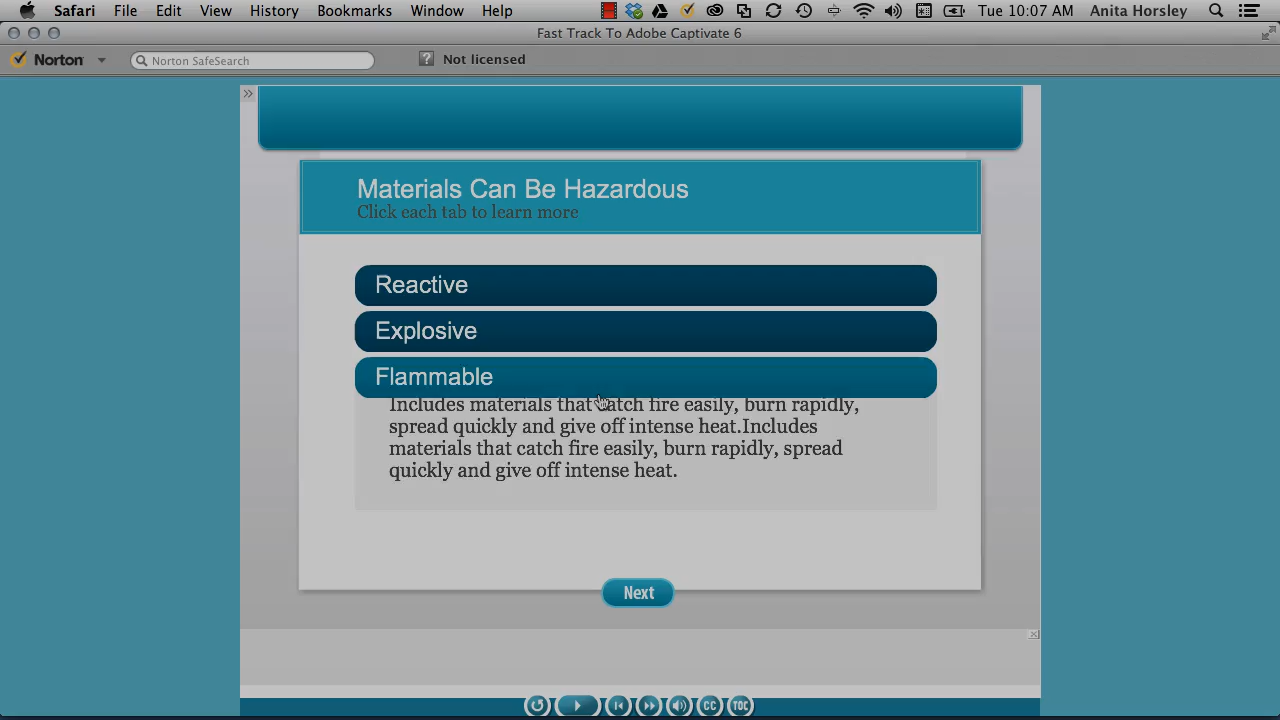 Safari File Edit View History Bookmarks Window Help Tue 10:07 AM Anita Horsley
Fast Track To Adobe Captivate 6
Norton Norton SafeSearch Not licensed
Materials Can Be Hazardous
Click each tab to learn more
Reactive
Explosive
Flammable
Includes materials that catch fire easily, burn rapidly,
spread quickly and give off intense heat.Includes
materials that catch fire easily, burn rapidly, spread
quickly and give off intense heat.
Next
CC TOC